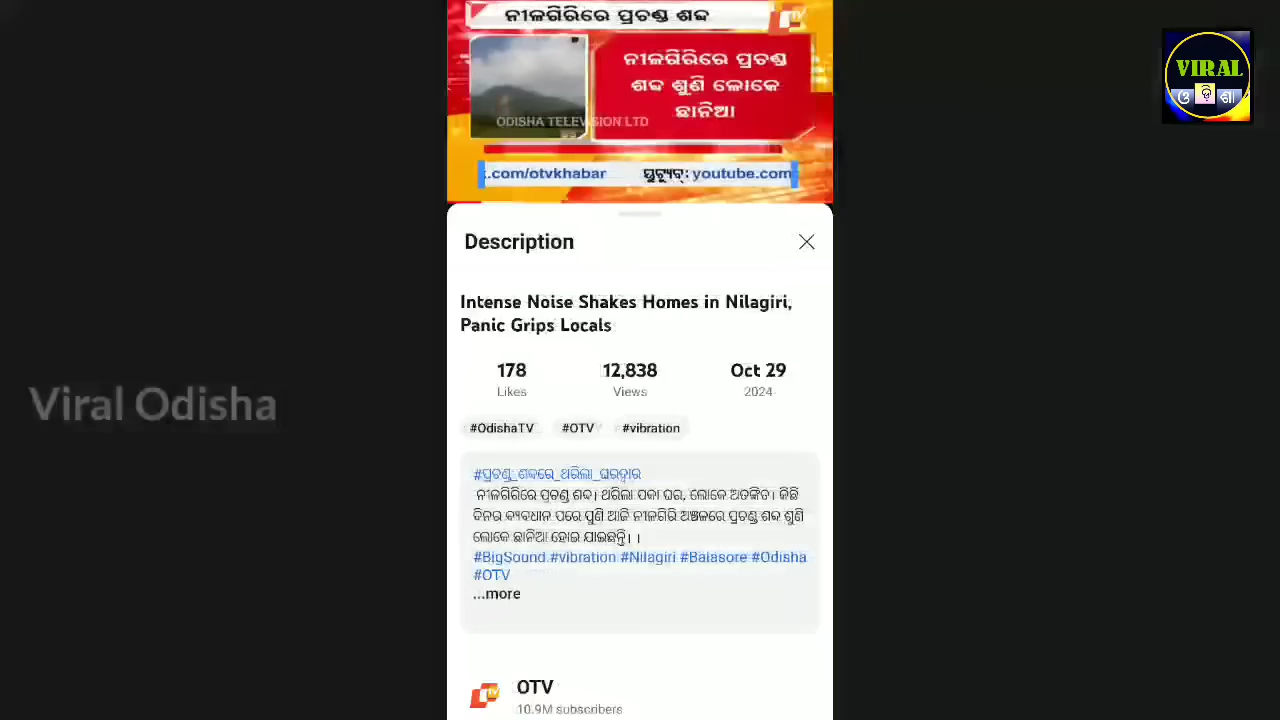 ନୀଳଗିରିରେ ପ୍ରଚଣ୍ଡ ଶବ୍ଦ
ନୀଳଗିରିରେ ପ୍ରଚଣ୍ଡ
ଶବ୍ଦ ଶୁଣି ଲୋକେ
ଛାନିଆ
ODISHA TELEVISION LTD
.com/otvkhabar ୟୁଟ୍ୟୁବ୍: youtube.com
VIRAL
ଓଡ଼ିଶା
Description
Intense Noise Shakes Homes in Nilagiri,
Panic Grips Locals
178 12,838 Oct 29
Likes Views 2024
#OdishaTV #OTV #vibration
#ପ୍ରଚଣ୍ଡ_ଶବ୍ଦରେ_ଥରିଲା_ଘରଦ୍ୱାର
ନୀଳଗିରିରେ ପ୍ରଚଣ୍ଡ ଶବ୍ଦ। ଥରିଲା ପକା ଘର, ଲୋକେ ଆତଙ୍କିତ। କିଛି
ଦିନର ବ୍ୟବଧାନ ପରେ ପୁଣି ଆଜି ନୀଳଗିରି ଅଞ୍ଚଳରେ ପ୍ରଚଣ୍ଡ ଶବ୍ଦ ଶୁଣି
ଲୋକେ ଛାନିଆ ହୋଇ ଯାଇଛନ୍ତି। ।
#BigSound #vibration #Nilagiri #Balasore #Odisha
#OTV
...more
Viral Odisha
OTV
10.9M subscribers